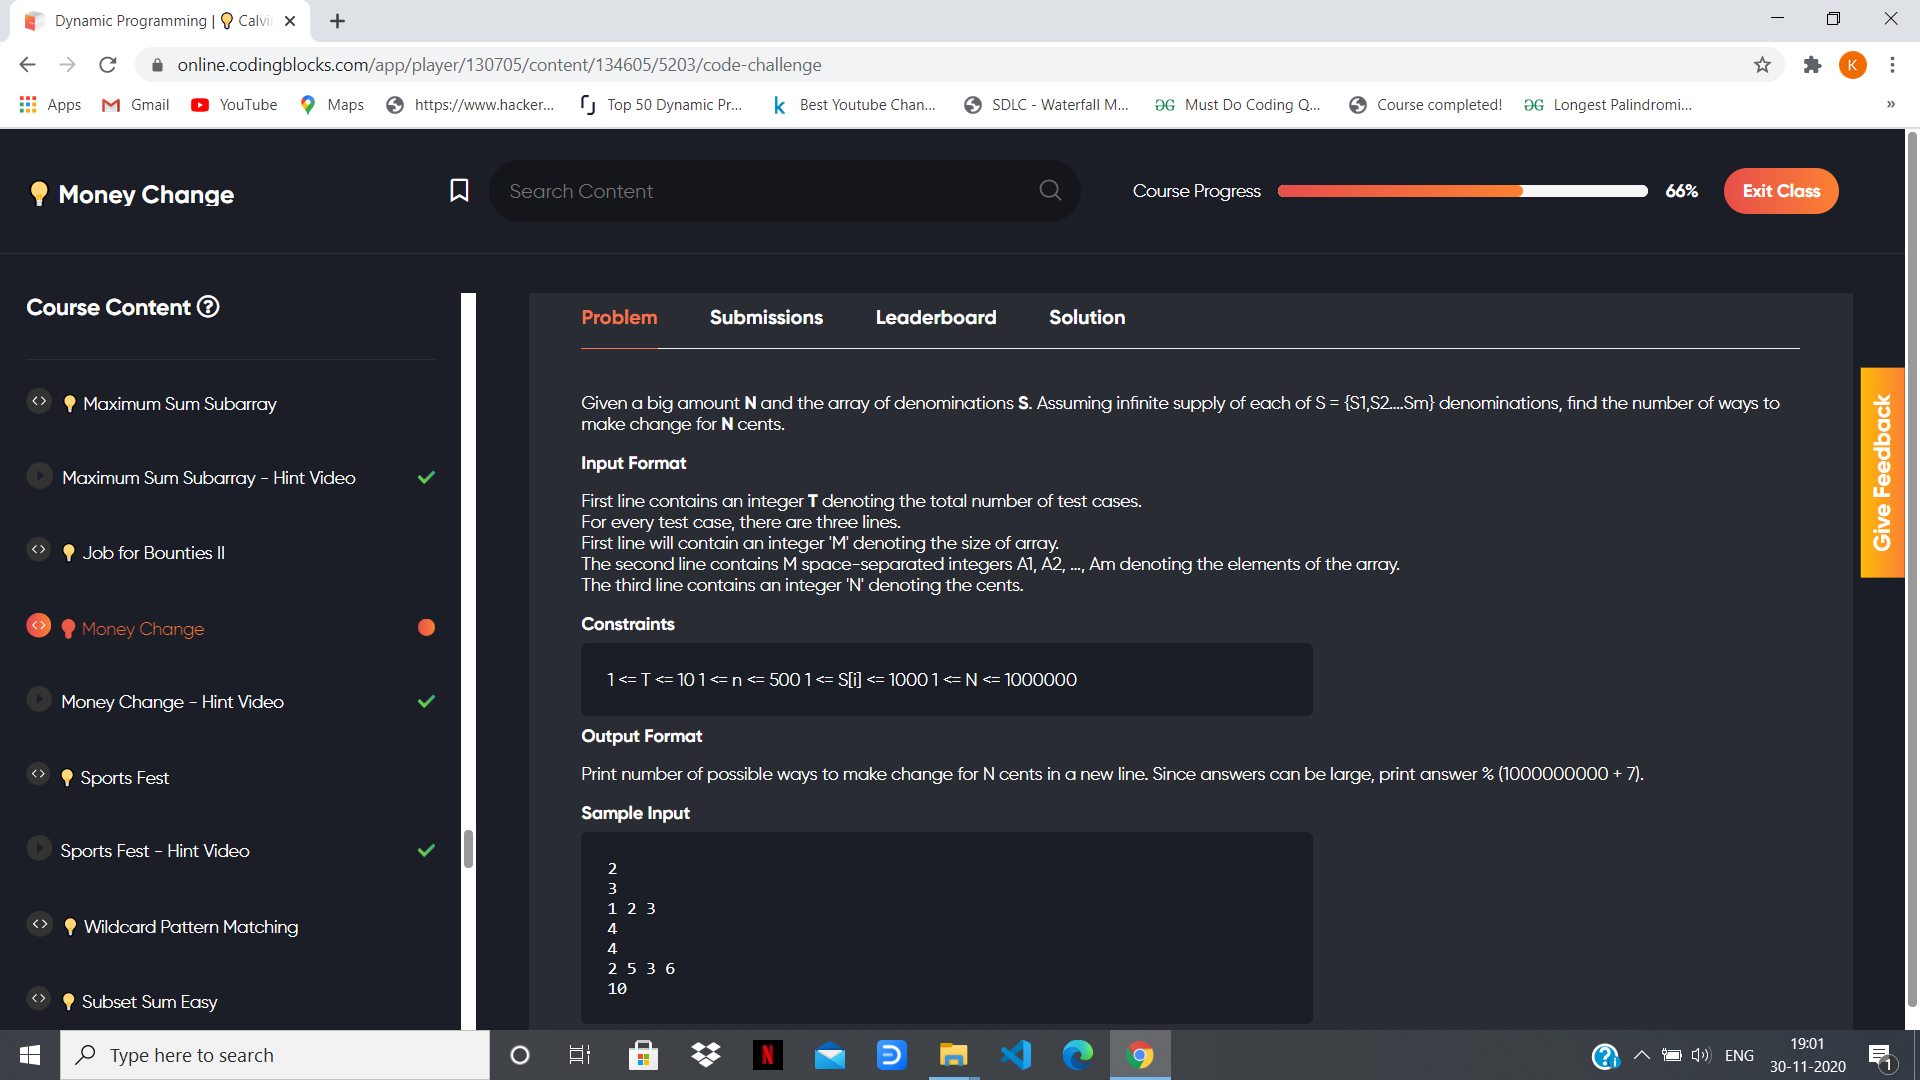 Dynamic Programming | Calvi
online.codingblocks.com/app/player/130705/content/134605/5203/code-challenge
K
Apps
Gmail
YouTube
Maps
https://www.hacker...
Top 50 Dynamic Pr...
Best Youtube Chan...
SDLC - Waterfall M...
Must Do Coding Q...
Course completed!
Longest Palindromi...
»
Money Change
Search Content
Course Progress
66%
Exit Class
Course Content
Maximum Sum Subarray
Maximum Sum Subarray - Hint Video
Job for Bounties II
Money Change
Money Change - Hint Video
Sports Fest
Sports Fest - Hint Video
Wildcard Pattern Matching
Subset Sum Easy
Problem
Submissions
Leaderboard
Solution
Given a big amount N and the array of denominations S. Assuming infinite supply of each of S = {S1,S2....Sm} denominations, find the number of ways to
make change for N cents.
Input Format
First line contains an integer T denoting the total number of test cases.
For every test case, there are three lines.
First line will contain an integer 'M' denoting the size of array.
The second line contains M space-separated integers A1, A2, ..., Am denoting the elements of the array.
The third line contains an integer 'N' denoting the cents.
Constraints
1 <= T <= 10 1 <= n <= 500 1 <= S[i] <= 1000 1 <= N <= 1000000
Output Format
Print number of possible ways to make change for N cents in a new line. Since answers can be large, print answer % (1000000000 + 7).
Sample Input
2
3
1 2 3
4
4
2 5 3 6
10
Give Feedback
Type here to search
ENG
19:01
30-11-2020
1